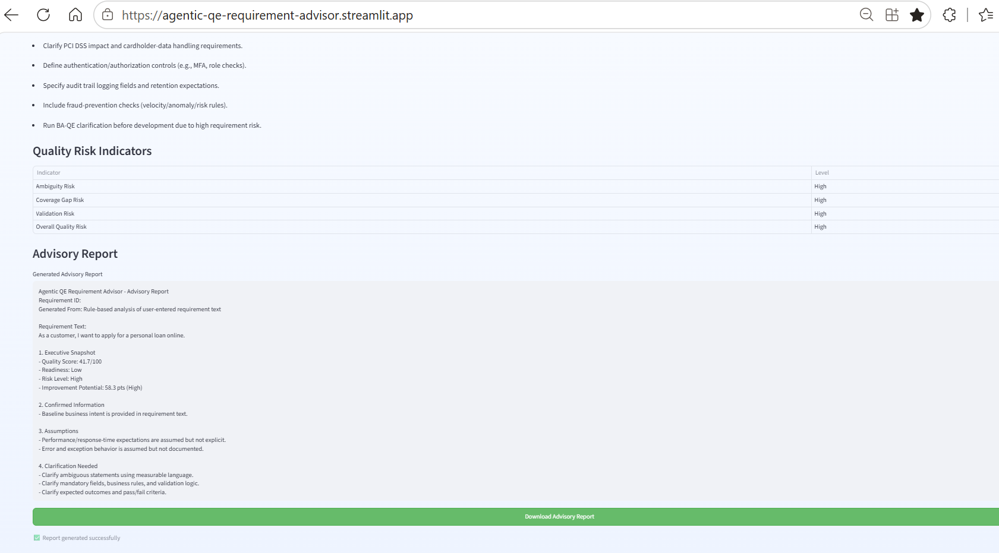 https://agentic-qe-requirement-advisor.streamlit.app
Clarify PCI DSS impact and cardholder-data handling requirements.
Define authentication/authorization controls (e.g., MFA, role checks).
Specify audit trail logging fields and retention expectations.
Include fraud-prevention checks (velocity/anomaly/risk rules).
Run BA-QE clarification before development due to high requirement risk.
Quality Risk Indicators
Indicator Level
Ambiguity Risk High
Coverage Gap Risk High
Validation Risk High
Overall Quality Risk High
Advisory Report
Generated Advisory Report
Agentic QE Requirement Advisor - Advisory Report
Requirement ID:
Generated From: Rule-based analysis of user-entered requirement text
Requirement Text:
As a customer, I want to apply for a personal loan online.
1. Executive Snapshot
- Quality Score: 41.7/100
- Readiness: Low
- Risk Level: High
- Improvement Potential: 58.3 pts (High)
2. Confirmed Information
- Baseline business intent is provided in requirement text.
3. Assumptions
- Performance/response-time expectations are assumed but not explicit.
- Error and exception behavior is assumed but not documented.
4. Clarification Needed
- Clarify ambiguous statements using measurable language.
- Clarify mandatory fields, business rules, and validation logic.
- Clarify expected outcomes and pass/fail criteria.
Download Advisory Report
Report generated successfully